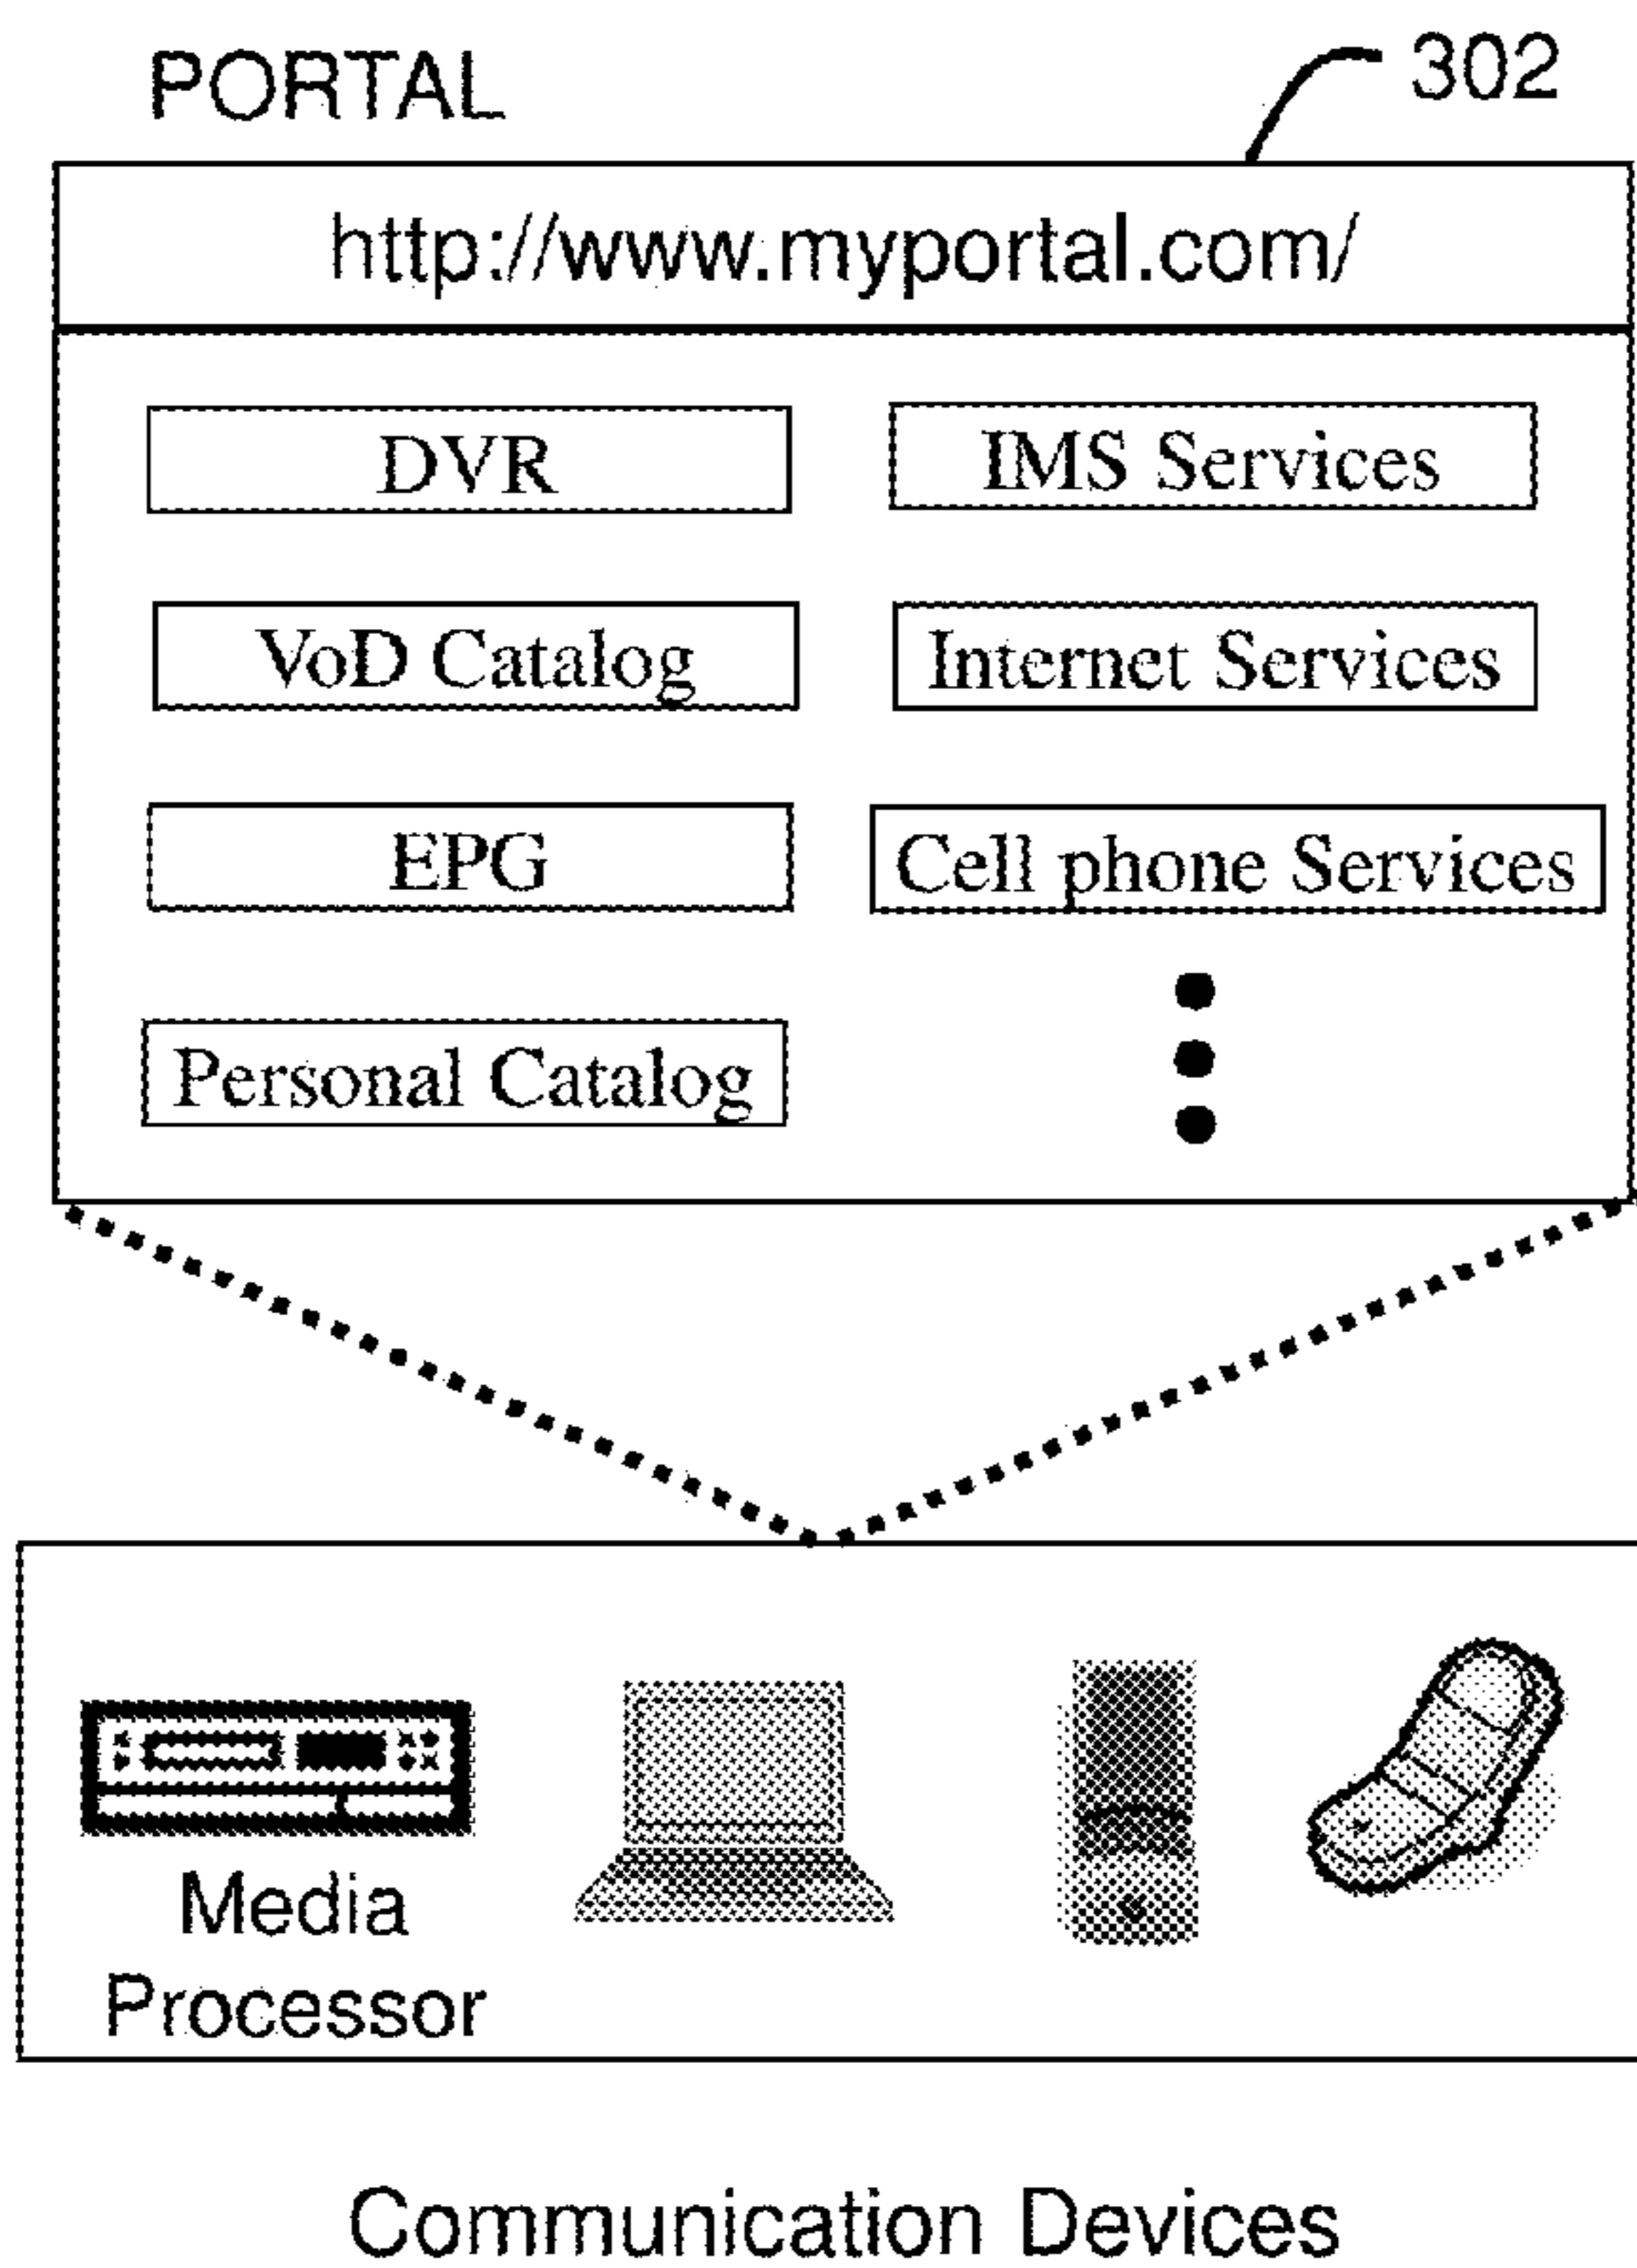 PORTAL
302
http://www.myportal.com/
DVR
IMS Services
VoD Catalog
Internet Services
EPG
Cell phone Services
Personal Catalog
Media
Processor
Communication Devices